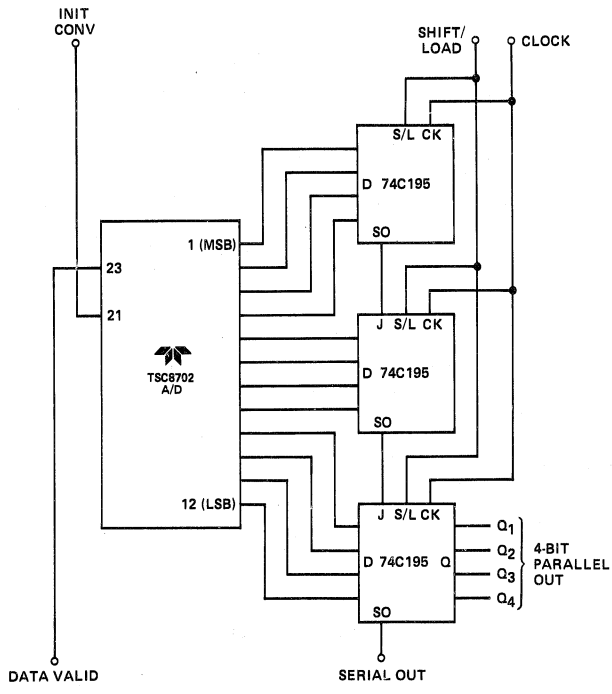 INIT
CONV
SHIFT/
LOAD
CLOCK
S/L CK
D 74C195
SO
1 (MSB)
23
21
TSC8702
A/D
J S/L CK
D 74C195
SO
12 (LSB)
J S/L CK
D 74C195 Q
SO
Q1
Q2
Q3
Q4
4-BIT
PARALLEL
OUT
DATA VALID
SERIAL OUT